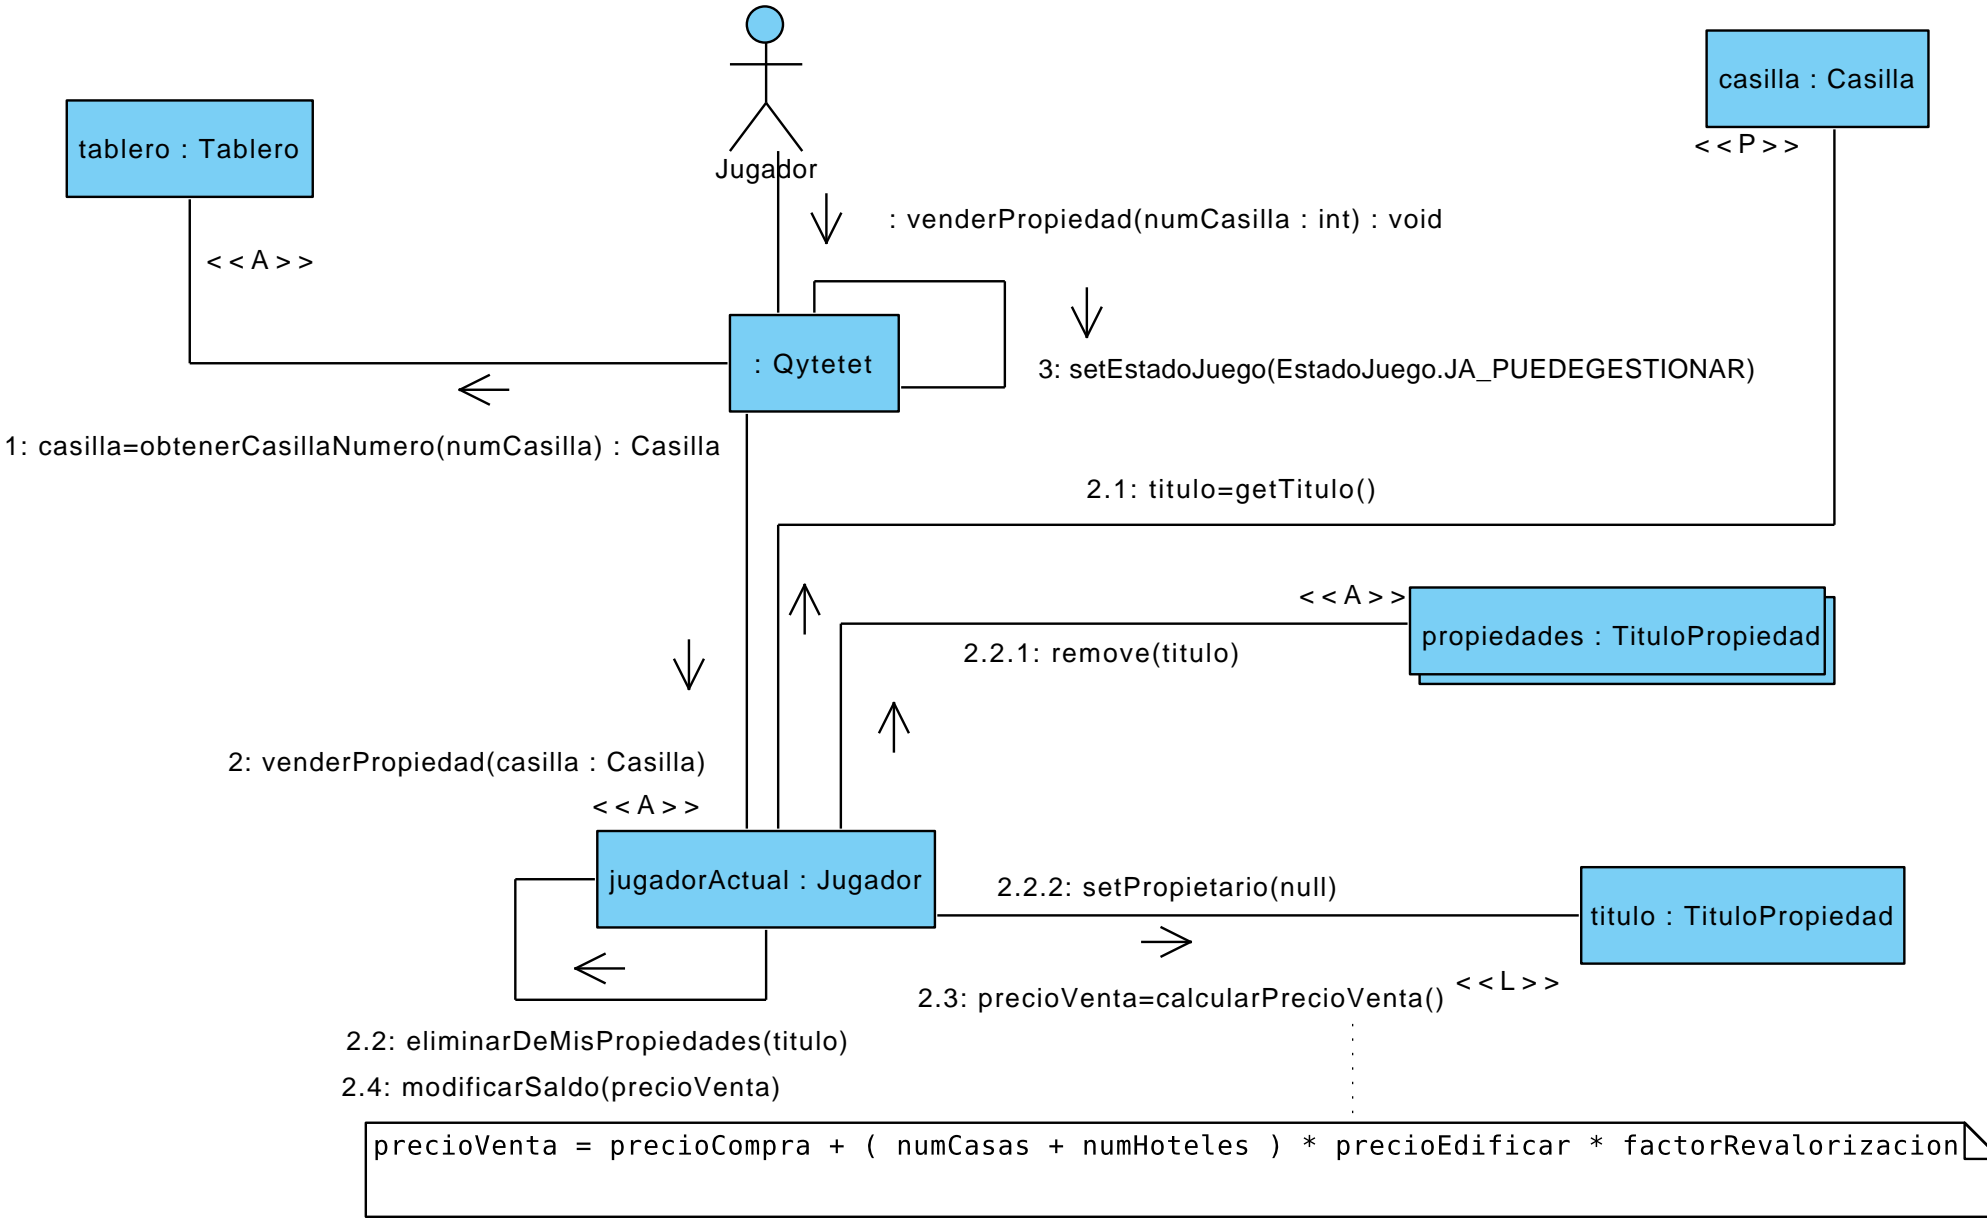 casilla : Casilla
<<P>>
tablero : Tablero
Jugador
: venderPropiedad(numCasilla : int) : void
<<A>>
: Qytetet
3: setEstadoJuego(EstadoJuego.JA_PUEDEGESTIONAR)
1: casilla=obtenerCasillaNumero(numCasilla) : Casilla
2.1: titulo=getTitulo()
<<A>>
propiedades : TituloPropiedad
2.2.1: remove(titulo)
2: venderPropiedad(casilla : Casilla)
<<A>>
jugadorActual : Jugador
2.2.2: setPropietario(null)
titulo : TituloPropiedad
<<L>>
2.3: precioVenta=calcularPrecioVenta()
2.2: eliminarDeMisPropiedades(titulo)
2.4: modificarSaldo(precioVenta)
precioVenta = precioCompra + ( numCasas + numHoteles ) * precioEdificar * factorRevalorizacion